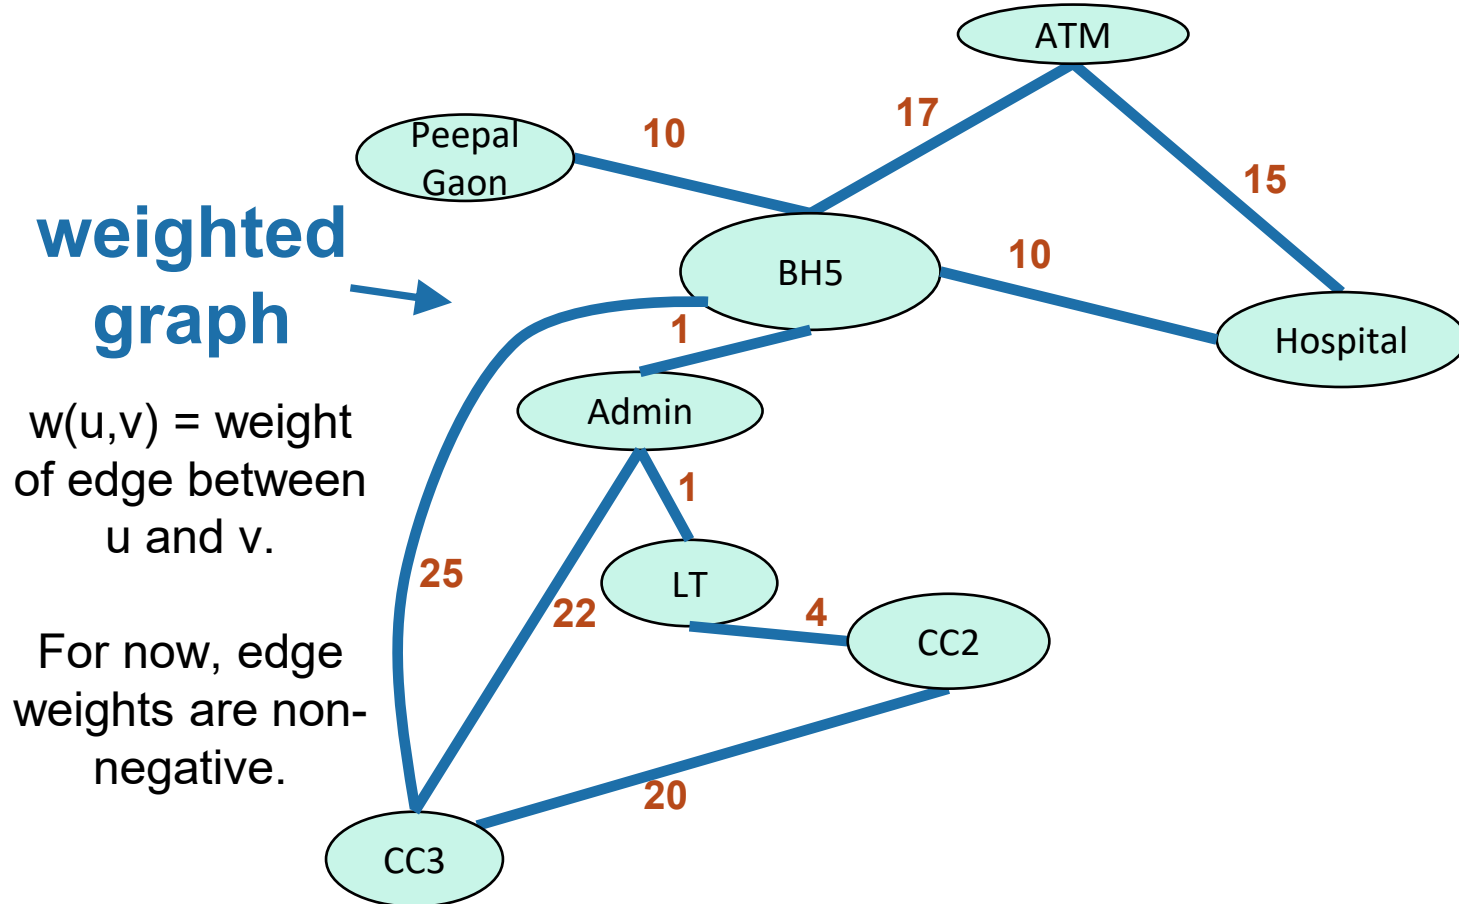 ATM
Peepal
Gaon
10
17
15
weighted
graph
BH5
10
Hospital
1
Admin
w(u,v) = weight
of edge between
u and v.
1
25
22
LT
4
CC2
For now, edge
weights are non-
negative.
20
CC3